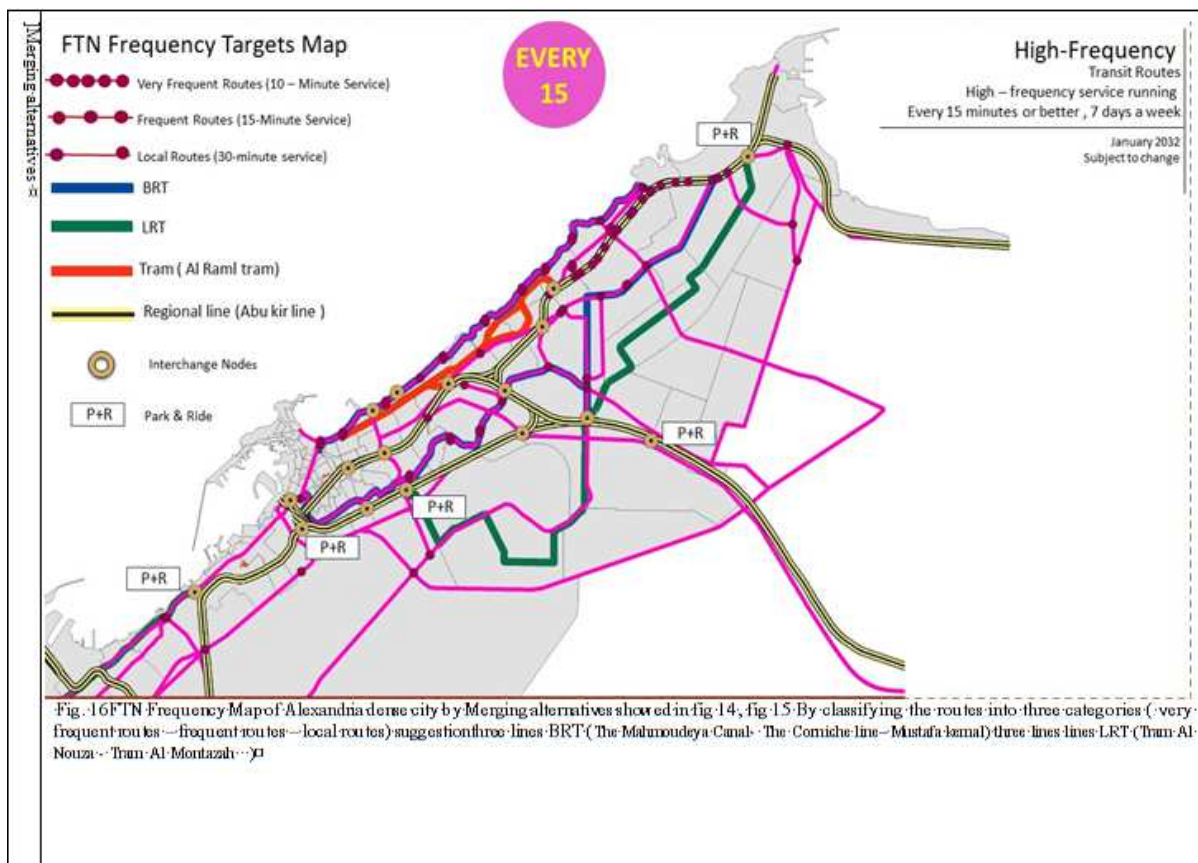 ]Merging·alternatives·¤
FTN Frequency Targets Map
Very Frequent Routes (10 – Minute Service)
Frequent Routes (15-Minute Service)
Local Routes (30-minute service)
BRT
LRT
Tram ( Al Raml tram)
Regional line (Abu kir line )
Interchange Nodes
P+R
Park & Ride
EVERY
15
High-Frequency
Transit Routes
High – frequency service running
Every 15 minutes or better , 7 days a week
January 2032
Subject to change
P+R
P+R
P+R
P+R
P+R
Fig.·16FTN·Frequency·Map of·Alexandria dense city by·Merging alternatives showed in fig 14·, fig 15·By·classifying·the·routes into three·categories·(·very·
frequent routes·—frequent routes·—local routes)·suggestion three·lines·BRT·(·The·Mahmoudeya·Canal-·The·Corniche·line–·Mustafa kemal)·three·lines·lines·LRT·(Tram·Al·
Nouza·-·Tram·Al·Montazah···)¤